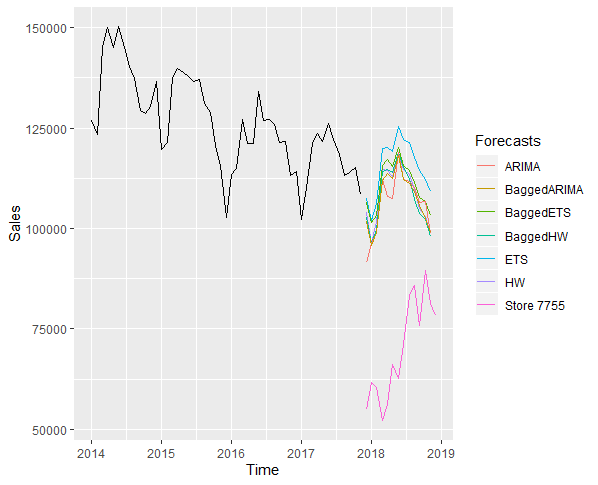 150000
125000
100000
75000
50000
Sales
2014 2015 2016 2017 2018 2019
Time
Forecasts
ARIMA
BaggedARIMA
BaggedETS
BaggedHW
ETS
HW
Store 7755